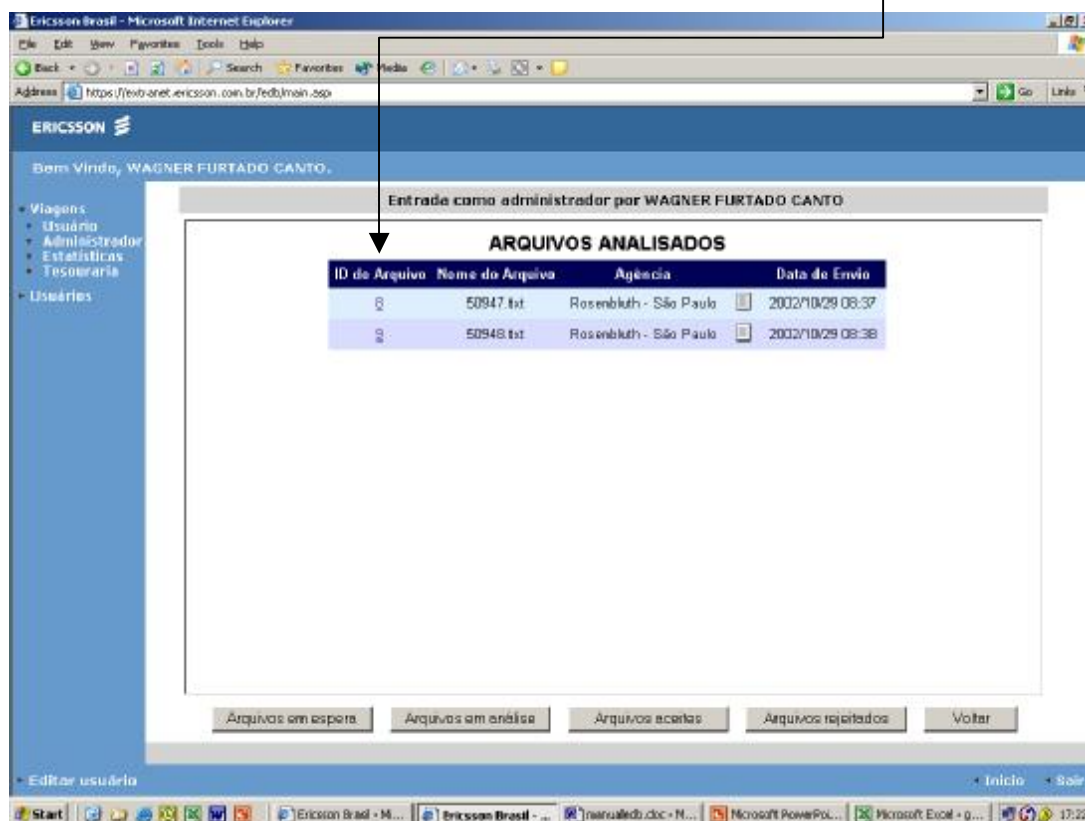 Ericsson Brasil - Microsoft Internet Explorer
File Edit View Favorites Tools Help
Back Search Favorites Media
Address https://extranet.ericsson.com.br/edb/main.asp Go Links
ERICSSON
Bem Vindo, WAGNER FURTADO CANTO.
Entrada como administrador por WAGNER FURTADO CANTO
Viagens
Usuário
Administrador
Estatísticas
Tesouraria
Usuários
ARQUIVOS ANALISADOS
ID do Arquivo Nome do Arquivo Agência Data de Envio
8 50947.txt Rosenbluth - São Paulo 2002/10/29 08:37
9 50948.txt Rosenbluth - São Paulo 2002/10/29 08:38
Arquivos em espera Arquivos em análise Arquivos aceitos Arquivos rejeitados Voltar
Editar usuário Início Sair
Start Ericsson Brasil - M... Ericsson Brasil - ... manualedb.doc - M... Microsoft PowerPoi... Microsoft Excel - g...